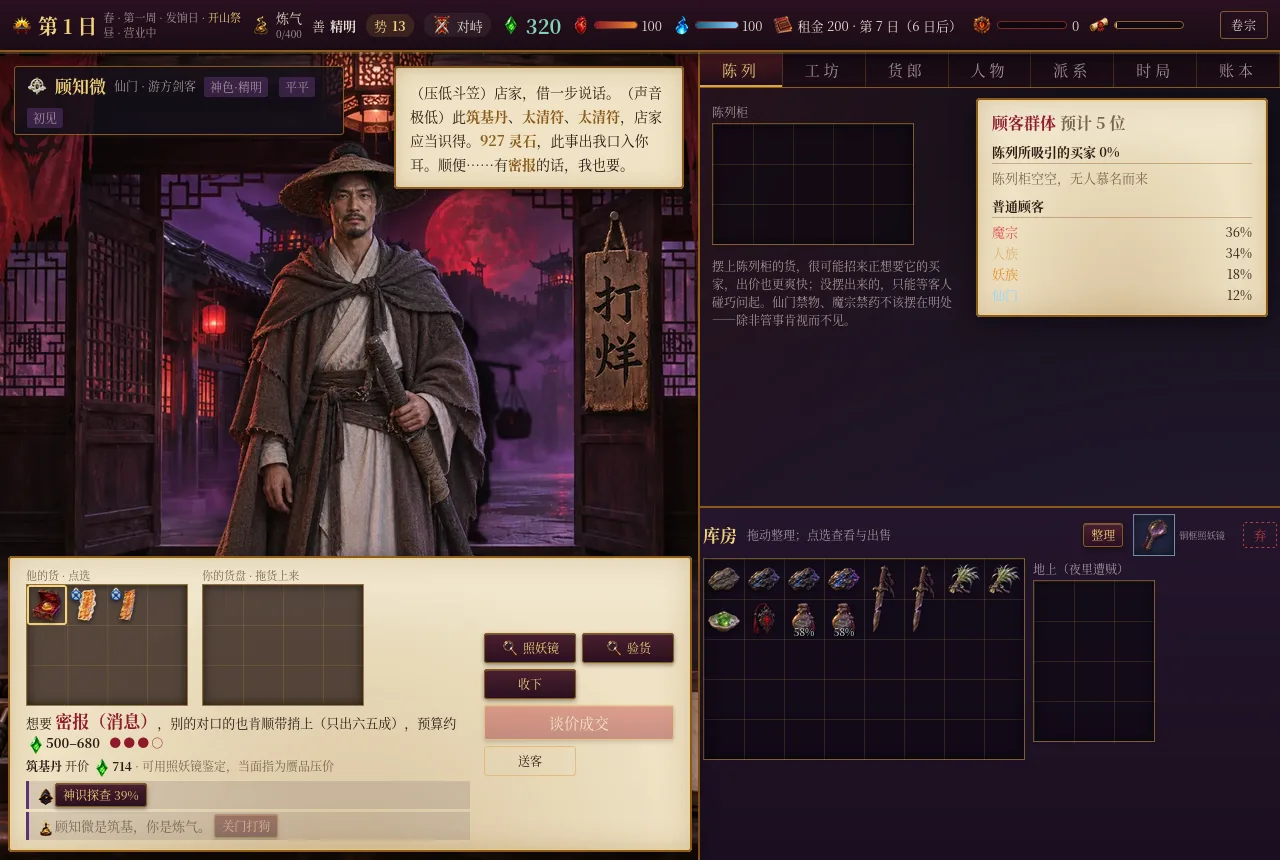 第 1 日
春 · 第一周 · 发饷日 · 开山祭
昼 · 营业中
炼气
0/400
善 精明
势 13
对峙
320
100
100
租金 200 · 第 7 日（6 日后）
0
卷宗
顾知微 仙门 · 游方剑客 神色·精明 平平
初见
（压低斗笠）店家，借一步说话。（声音
极低）此筑基丹、太清符、太清符，店家
应当识得。927 灵石，此事出我口入你
耳。顺便……有密报的话，我也要。
打烊
他的货 · 点选
你的货盘 · 拖货上来
照妖镜
验货
收下
谈价成交
送客
想要 密报（消息），别的对口的也肯顺带捎上（只出六五成），预算约
500–680
筑基丹 开价 714 · 可用照妖镜鉴定，当面指为赝品压价
神识探查 39%
顾知微是筑基，你是炼气。 关门打狗
陈列
工坊
货郎
人物
派系
时局
账本
陈列柜
摆上陈列柜的货，很可能招来正想要它的买
家，出价也更爽快；没摆出来的，只能等客人
碰巧问起。仙门禁物、魔宗禁药不该摆在明处
——除非管事肯视而不见。
顾客群体 预计 5 位
陈列所吸引的买家 0%
陈列柜空空，无人慕名而来
普通顾客
魔宗 36%
人族 34%
妖族 18%
仙门 12%
库房 拖动整理；点选查看与出售
整理
铜框照妖镜
弃
地上（夜里遭贼）
58%
58%